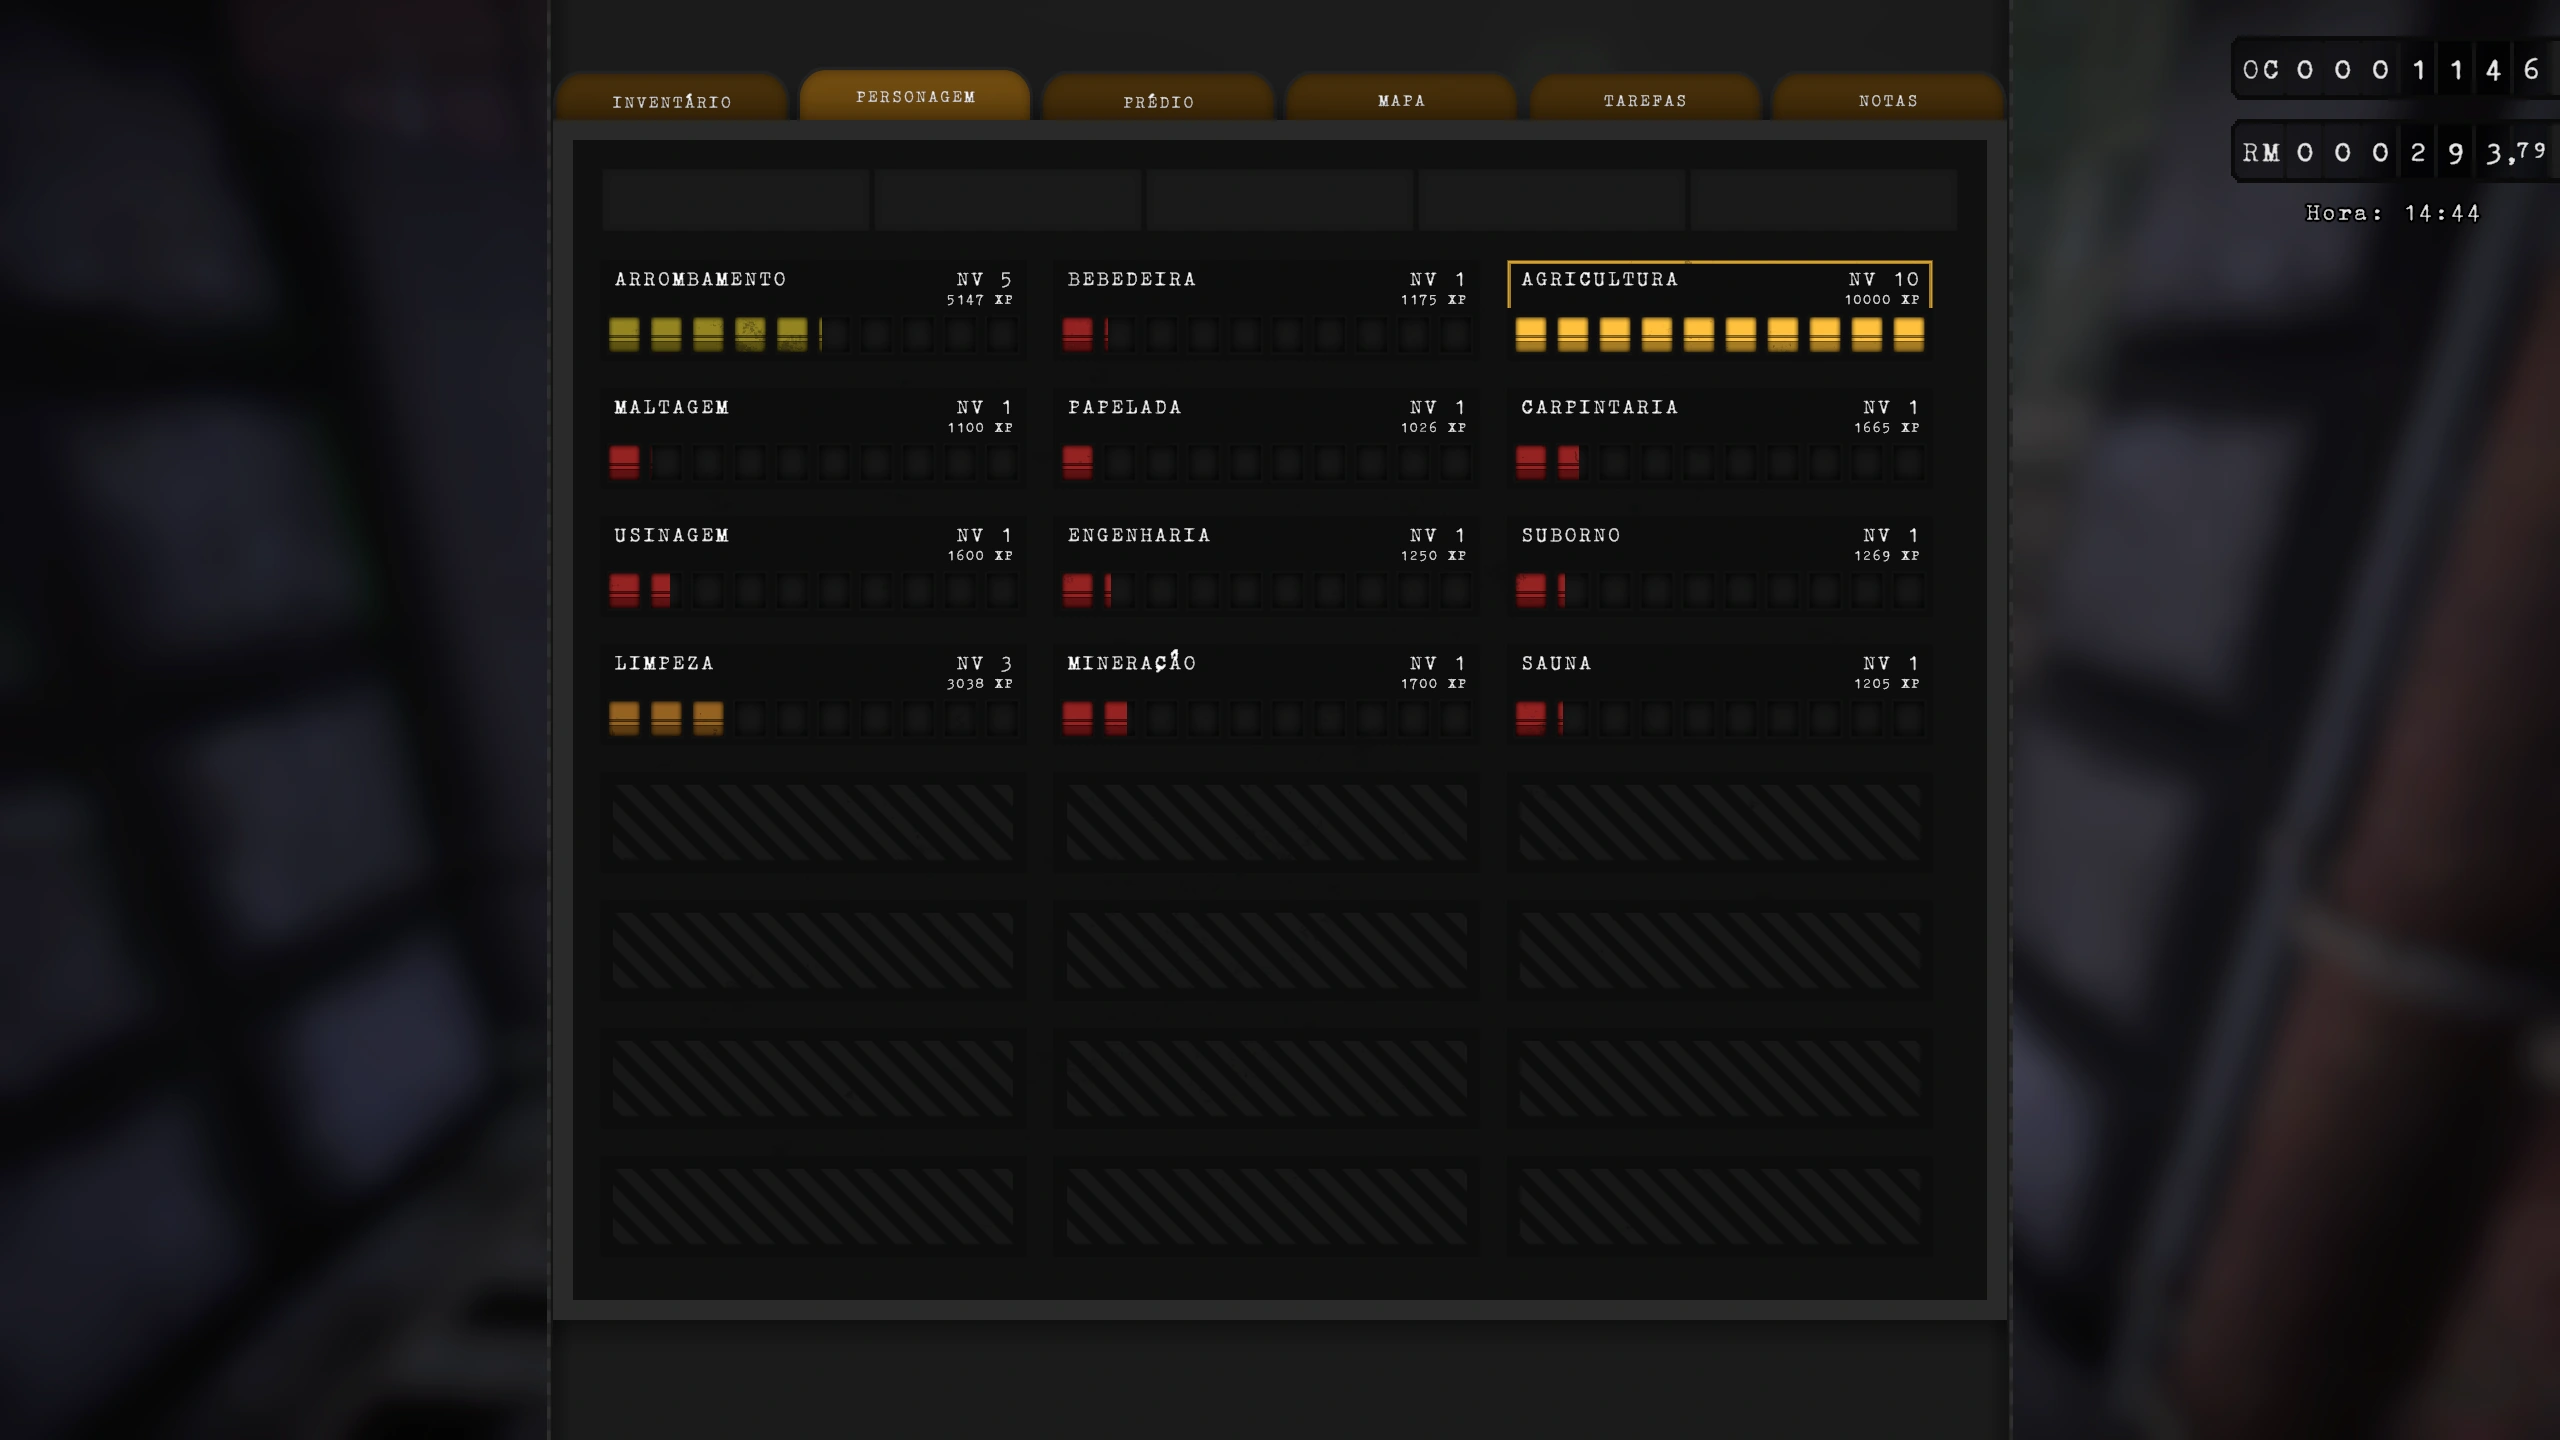 INVENTÁRIO PERSONAGEM PRÉDIO MAPA TAREFAS NOTAS
OC 0 0 0 1 1 4 6
RM 0 0 0 2 9 3,79
Hora: 14:44
ARROMBAMENTO NV 5
5147 XP
BEBEDEIRA NV 1
1175 XP
AGRICULTURA NV 10
10000 XP
MALTAGEM NV 1
1100 XP
PAPELADA NV 1
1026 XP
CARPINTARIA NV 1
1665 XP
USINAGEM NV 1
1600 XP
ENGENHARIA NV 1
1250 XP
SUBORNO NV 1
1269 XP
LIMPEZA NV 3
3038 XP
MINERAÇÃO NV 1
1700 XP
SAUNA NV 1
1205 XP